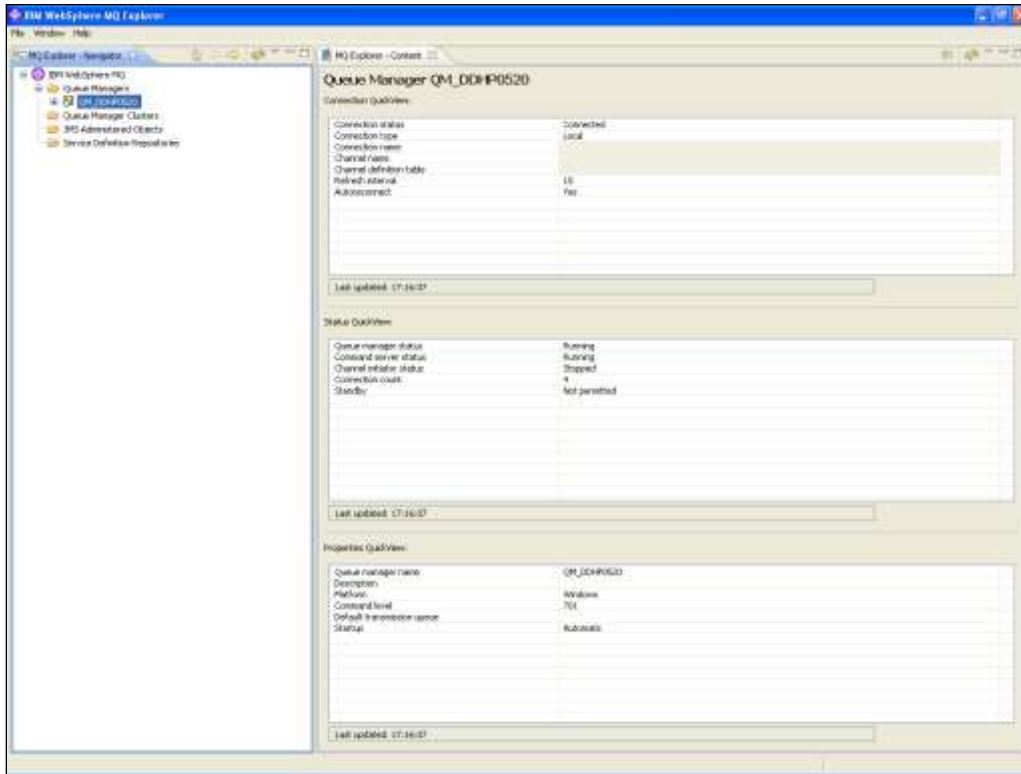 IBM WebSphere MQ Explorer
File Window Help
MQ Explorer - Navigator
IBM WebSphere MQ
Queue Managers
QM_DDHP0520
Queue Manager Clusters
JMS Administered Objects
Service Definition Repositories
MQ Explorer - Content
Queue Manager QM_DDHP0520
Connection QuickView:
Connection status Connected
Connection type Local
Connection name
Channel name
Channel definition table
Refresh interval
Autoreconnect Yes
Last updated: 17:16:07
Status QuickView:
Queue manager status Running
Command server status Running
Channel initiator status Stopped
Connection count 4
Standby Not permitted
Last updated: 17:16:07
Properties QuickView:
Queue manager name QM_DDHP0520
Description
Platform Windows
Command level 701
Default transmission queue
Startup Automatic
Last updated: 17:16:07